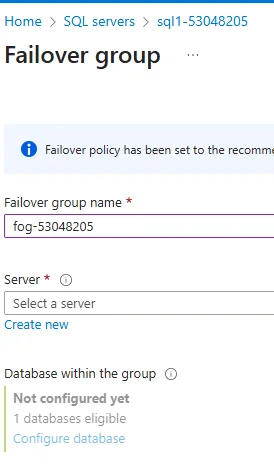 Home > SQL servers > sql1-53048205
Failover group ...
Failover policy has been set to the recomme
Failover group name *
fog-53048205
Server *
Select a server
Create new
Database within the group
Not configured yet
1 databases eligible
Configure database